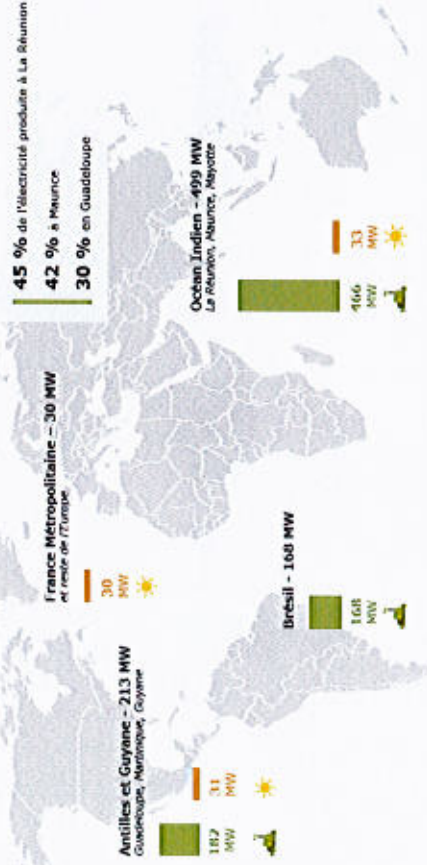 45 % de l'électricité produite à La Réunion
42 % à Maurice
30 % en Guadeloupe
France Métropolitaine – 30 MW
et reste de l'Europe
30
MW
Océan Indien – 499 MW
La Réunion, Maurice, Mayotte
466
MW
33
MW
Antilles et Guyane – 213 MW
Guadeloupe, Martinique, Guyane
182
MW
31
MW
Brésil - 168 MW
168
MW